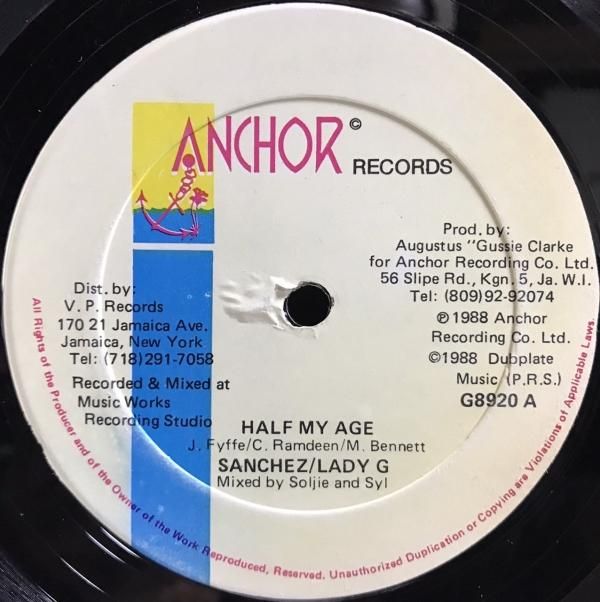 ANCHOR © RECORDS
Prod. by:
Augustus "Gussie Clarke
for Anchor Recording Co. Ltd.
56 Slipe Rd., Kgn. 5, Ja. W.I.
Tel: (809)92-92074
℗1988 Anchor
Recording Co. Ltd.
©1988 Dubplate
Music (P.R.S.)
G8920 A
Dist. by:
V. P. Records
170 21 Jamaica Ave.
Jamaica, New York
Tel: (718)291-7058
Recorded & Mixed at
Music Works
Recording Studio
HALF MY AGE
J. Fyffe/C. Ramdeen/M. Bennett
SANCHEZ/LADY G
Mixed by Soljie and Syl
All Rights of the Producer and of the Owner of the Work Reproduced, Reserved. Unauthorized Duplication or Copying are Violations of Applicable Laws.